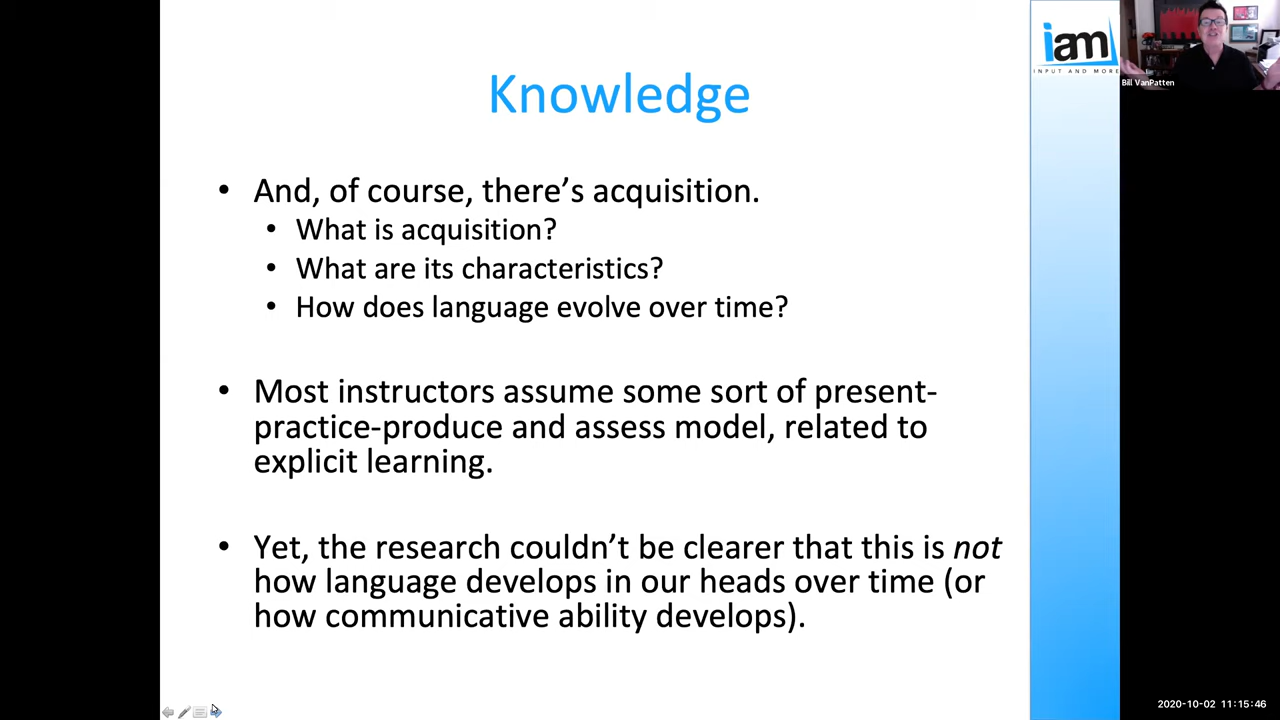 Knowledge
• And, of course, there’s acquisition.
• What is acquisition?
• What are its characteristics?
• How does language evolve over time?
• Most instructors assume some sort of present-
practice-produce and assess model, related to
explicit learning.
• Yet, the research couldn’t be clearer that this is not
how language develops in our heads over time (or
how communicative ability develops).
iam
INPUT AND MORE
Bill VanPatten
2020-10-02 11:15:46